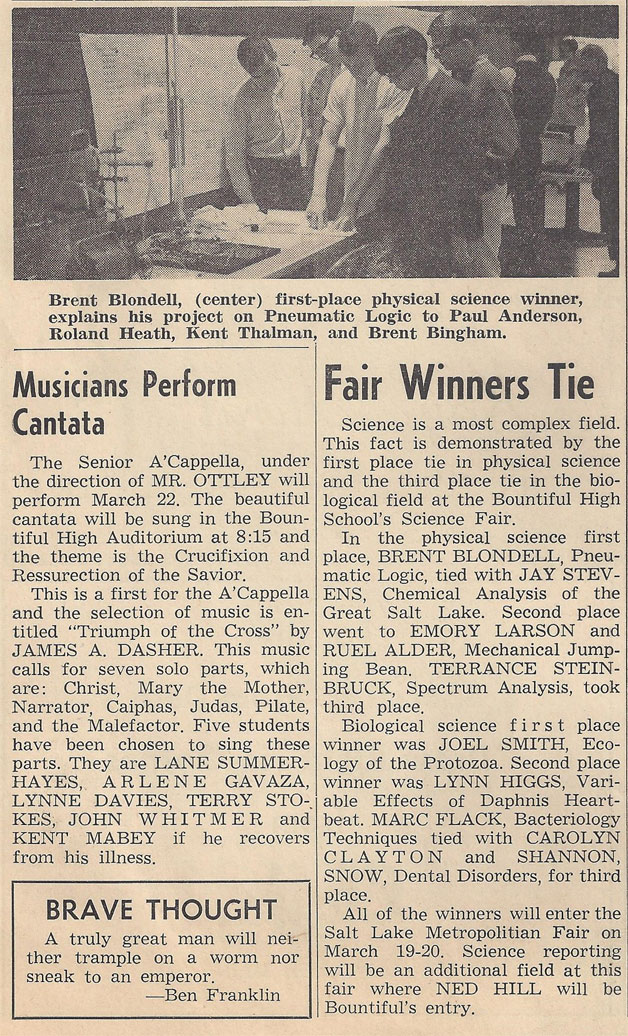 Brent Blondell, (center) first-place physical science winner,
explains his project on Pneumatic Logic to Paul Anderson,
Roland Heath, Kent Thalman, and Brent Bingham.
Musicians Perform
Cantata
The Senior A'Cappella, under
the direction of MR. OTTLEY will
perform March 22. The beautiful
cantata will be sung in the Boun-
tiful High Auditorium at 8:15 and
the theme is the Crucifixion and
Ressurection of the Savior.
This is a first for the A'Cappella
and the selection of music is en-
titled "Triumph of the Cross" by
JAMES A. DASHER. This music
calls for seven solo parts, which
are: Christ, Mary the Mother,
Narrator, Caiphas, Judas, Pilate,
and the Malefactor. Five students
have been chosen to sing these
parts. They are LANE SUMMER-
HAYES, ARLENE GAVAZA,
LYNNE DAVIES, TERRY STO-
KES, JOHN WHITMER and
KENT MABEY if he recovers
from his illness.
BRAVE THOUGHT
A truly great man will nei-
ther trample on a worm nor
sneak to an emperor.
—Ben Franklin
Fair Winners Tie
Science is a most complex field.
This fact is demonstrated by the
first place tie in physical science
and the third place tie in the bio-
logical field at the Bountiful High
School's Science Fair.
In the physical science first
place, BRENT BLONDELL, Pneu-
matic Logic, tied with JAY STEV-
ENS, Chemical Analysis of the
Great Salt Lake. Second place
went to EMORY LARSON and
RUEL ALDER, Mechanical Jump-
ing Bean. TERRANCE STEIN-
BRUCK, Spectrum Analysis, took
third place.
Biological science first place
winner was JOEL SMITH, Eco-
logy of the Protozoa. Second place
winner was LYNN HIGGS, Vari-
able Effects of Daphnis Heart-
beat. MARC FLACK, Bacteriology
Techniques tied with CAROLYN
CLAYTON and SHANNON,
SNOW, Dental Disorders, for third
place.
All of the winners will enter the
Salt Lake Metropolitan Fair on
March 19-20. Science reporting
will be an additional field at this
fair where NED HILL will be
Bountiful's entry.